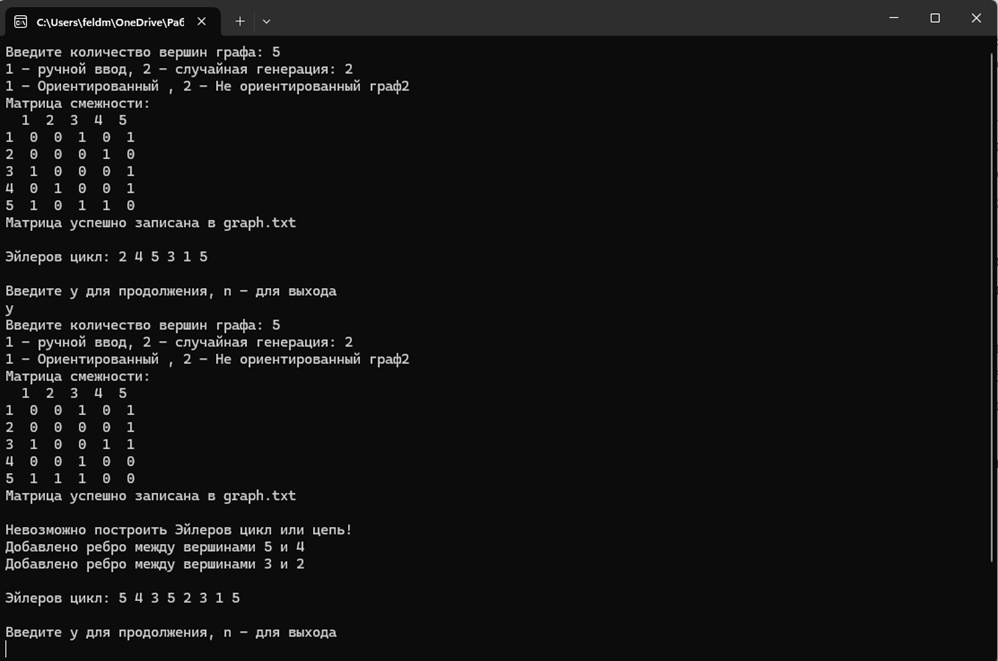 C:\Users\feldm\OneDrive\Раб
Введите количество вершин графа: 5
1 - ручной ввод, 2 - случайная генерация: 2
1 - Ориентированный , 2 - Не ориентированный граф2
Матрица смежности:
1 2 3 4 5
1 0 0 1 0 1
2 0 0 0 1 0
3 1 0 0 0 1
4 0 1 0 0 1
5 1 0 1 1 0
Матрица успешно записана в graph.txt
Эйлеров цикл: 2 4 5 3 1 5
Введите y для продолжения, n - для выхода
y
Введите количество вершин графа: 5
1 - ручной ввод, 2 - случайная генерация: 2
1 - Ориентированный , 2 - Не ориентированный граф2
Матрица смежности:
1 2 3 4 5
1 0 0 1 0 1
2 0 0 0 0 1
3 1 0 0 1 1
4 0 0 1 0 0
5 1 1 1 0 0
Матрица успешно записана в graph.txt
Невозможно построить Эйлеров цикл или цепь!
Добавлено ребро между вершинами 5 и 4
Добавлено ребро между вершинами 3 и 2
Эйлеров цикл: 5 4 3 5 2 3 1 5
Введите y для продолжения, n - для выхода